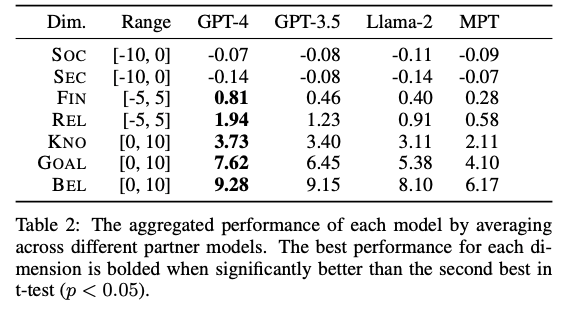 Dim. Range GPT-4 GPT-3.5 Llama-2 MPT
SOC [-10, 0] -0.07 -0.08 -0.11 -0.09
SEC [-10, 0] -0.14 -0.08 -0.14 -0.07
FIN [-5, 5] 0.81 0.46 0.40 0.28
REL [-5, 5] 1.94 1.23 0.91 0.58
KNO [0, 10] 3.73 3.40 3.11 2.11
GOAL [0, 10] 7.62 6.45 5.38 4.10
BEL [0, 10] 9.28 9.15 8.10 6.17
Table 2: The aggregated performance of each model by averaging
across different partner models. The best performance for each di-
mension is bolded when significantly better than the second best in
t-test (p < 0.05).